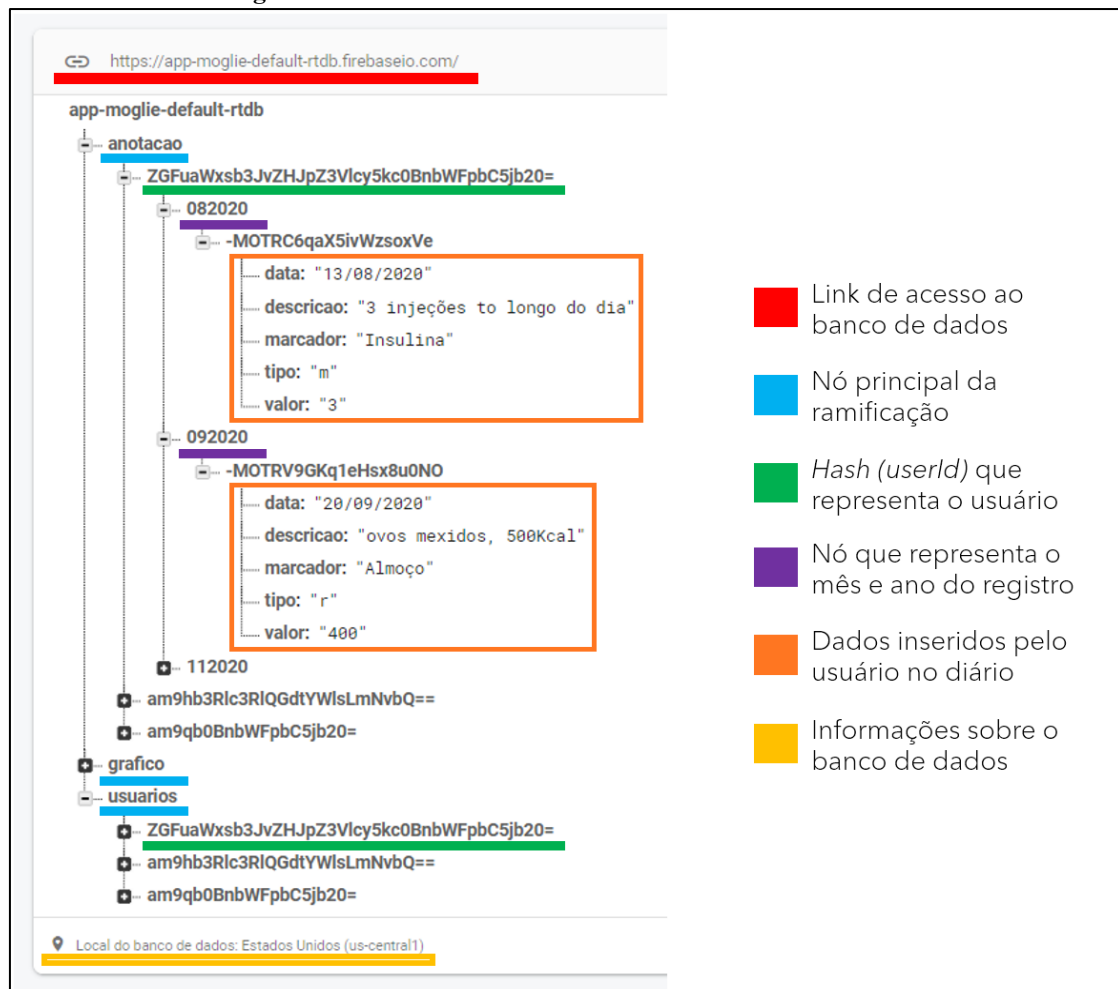 https://app-moglie-default-rtdb.firebaseio.com/
app-moglie-default-rtdb
anotacao
ZGFuaWxsb3JvZHJpZ3Vlcy5kc0BnbWFpbC5jb20=
082020
-MOTRC6qaX5ivWzsoxVe
data: "13/08/2020"
descricao: "3 injeções to longo do dia"
marcador: "Insulina"
tipo: "m"
valor: "3"
092020
-MOTRV9GKq1eHsx8u0NO
data: "20/09/2020"
descricao: "ovos mexidos, 500Kcal"
marcador: "Almoço"
tipo: "r"
valor: "400"
112020
am9hb3Rlc3RlQGdtYWlsLmNvbQ==
am9qb0BnbWFpbC5jb20=
grafico
usuarios
ZGFuaWxsb3JvZHJpZ3Vlcy5kc0BnbWFpbC5jb20=
am9hb3Rlc3RlQGdtYWlsLmNvbQ==
am9qb0BnbWFpbC5jb20=
Local do banco de dados: Estados Unidos (us-central1)
Link de acesso ao
banco de dados
Nó principal da
ramificação
Hash (userId) que
representa o usuário
Nó que representa o
mês e ano do registro
Dados inseridos pelo
usuário no diário
Informações sobre o
banco de dados